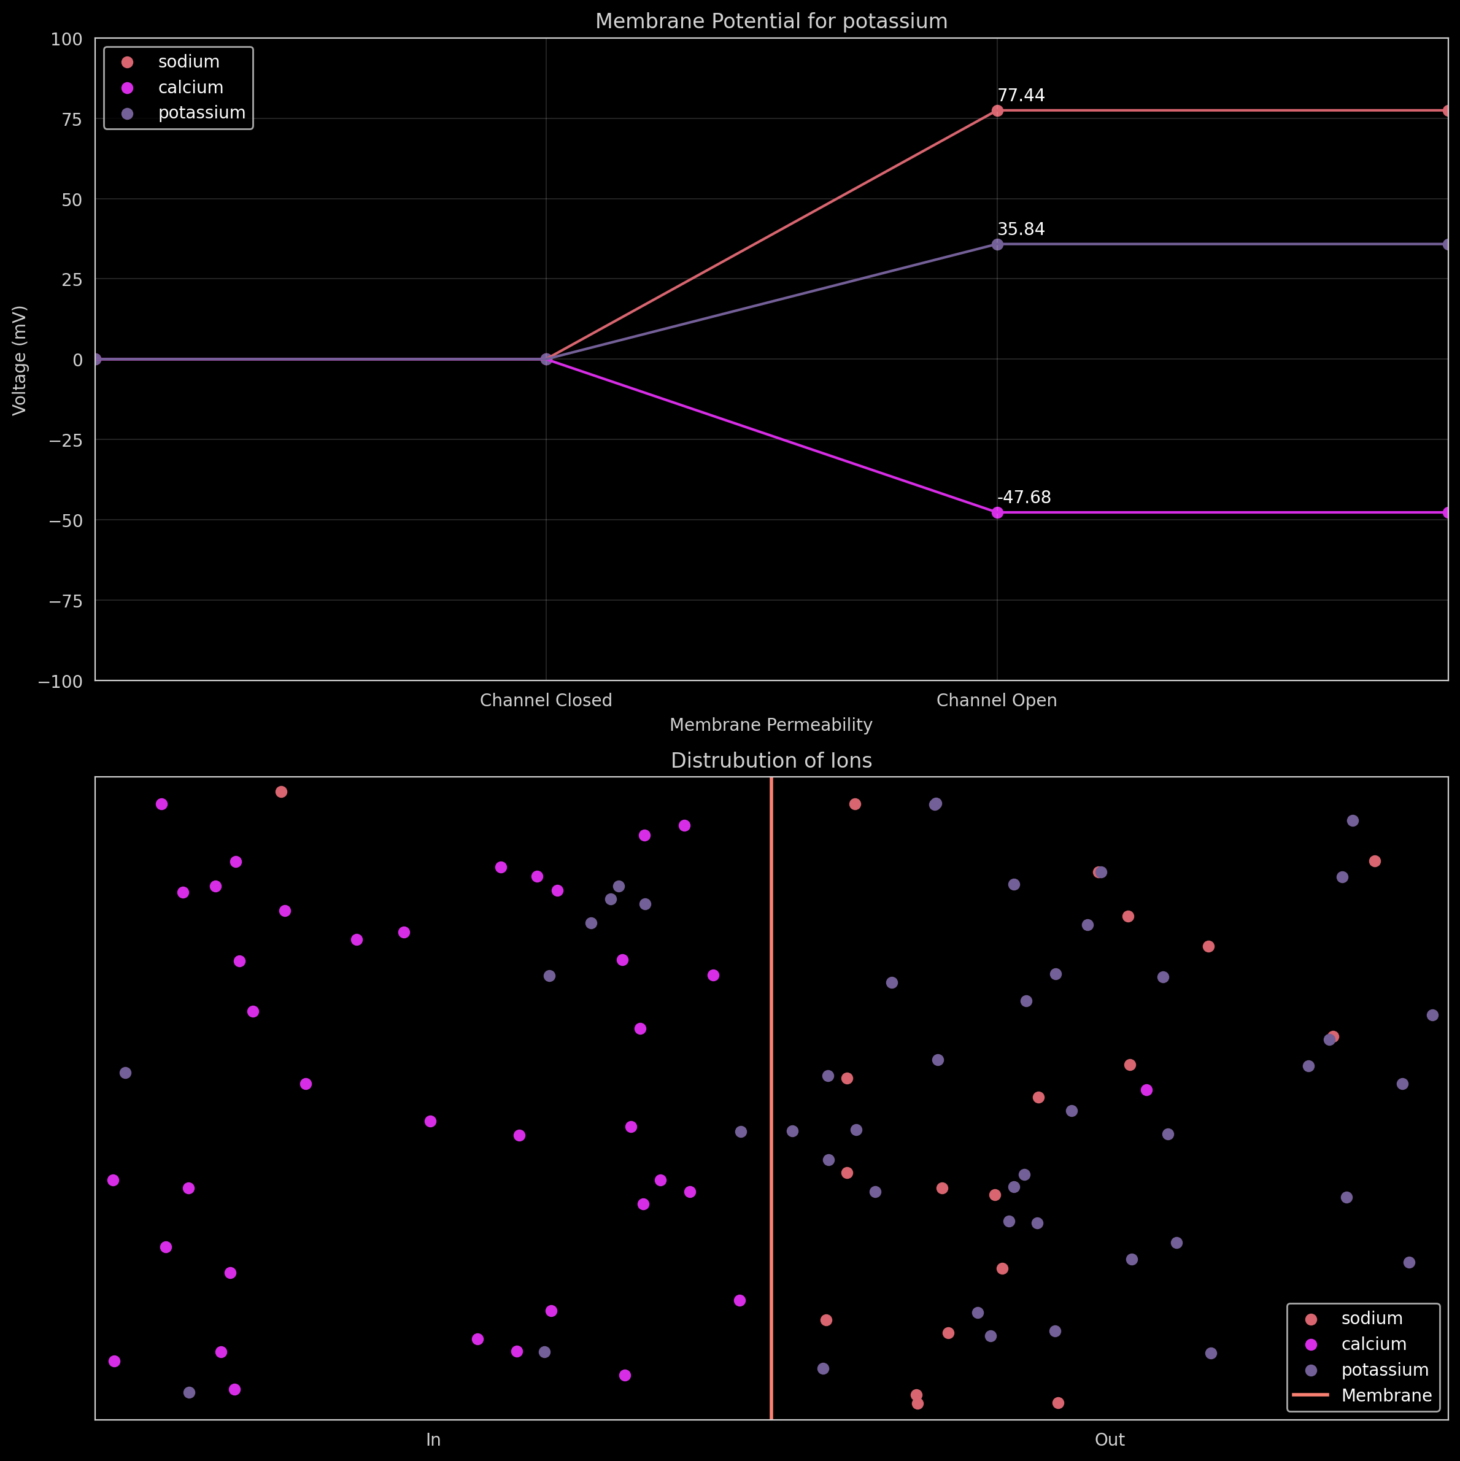 Membrane Potential for potassium
100
75
50
25
0
−25
−50
−75
−100
Voltage (mV)
sodium
calcium
potassium
77.44
35.84
-47.68
Channel Closed
Channel Open
Membrane Permeability
Distrubution of Ions
sodium
calcium
potassium
Membrane
In
Out